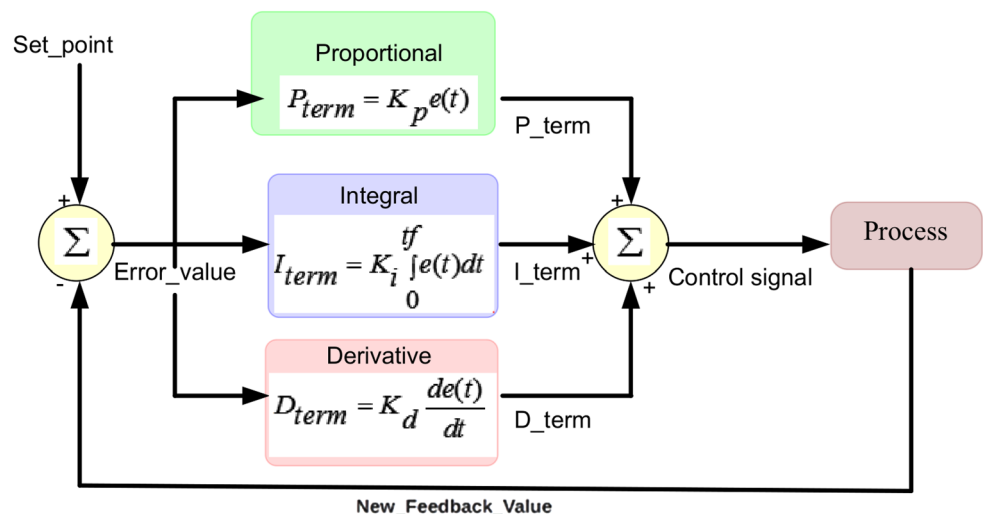 Set_point
Proportional
P_term = K_p e(t)
P_term
+
+
Integral
Σ
Σ
Process
tf
I_term = K_i ∫e(t)dt
0
Error_value
I_term
+
Control signal
-
+
Derivative
D_term = K_d de(t)/dt
D_term
New_Feedback_Value